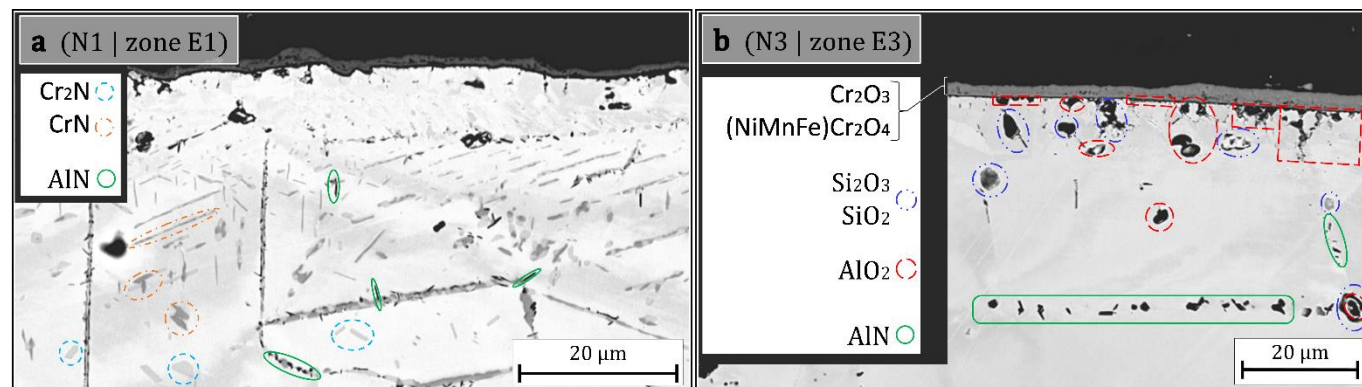 a (N1 | zone E1)
Cr₂N
CrN
AlN
20 µm
b (N3 | zone E3)
Cr₂O₃
(NiMnFe)Cr₂O₄
Si₂O₃
SiO₂
AlO₂
AlN
20 µm